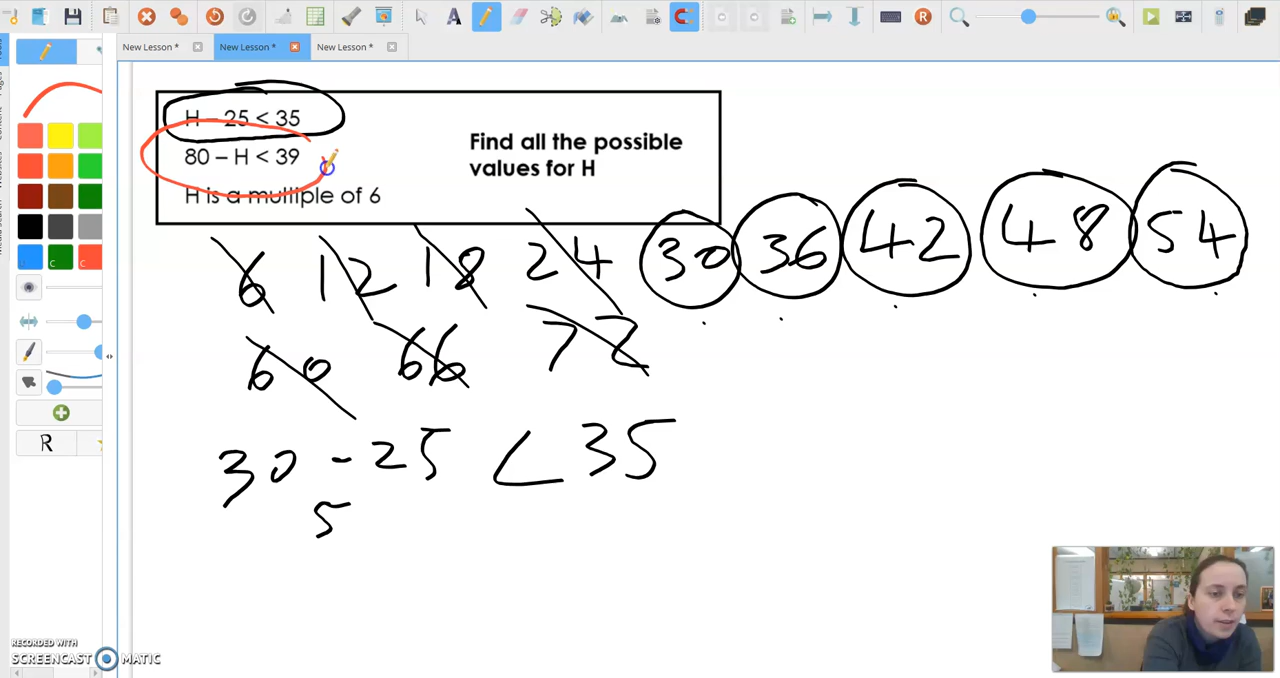 New Lesson *
New Lesson *
New Lesson *
H – 25 < 35
80 – H < 39
H is a multiple of 6
Find all the possible
values for H
6 12 18 24 30 36 42 48 54
60 66 72
30 - 25 < 35
5
R
R
C
C
RECORDED WITH
SCREENCAST MATIC